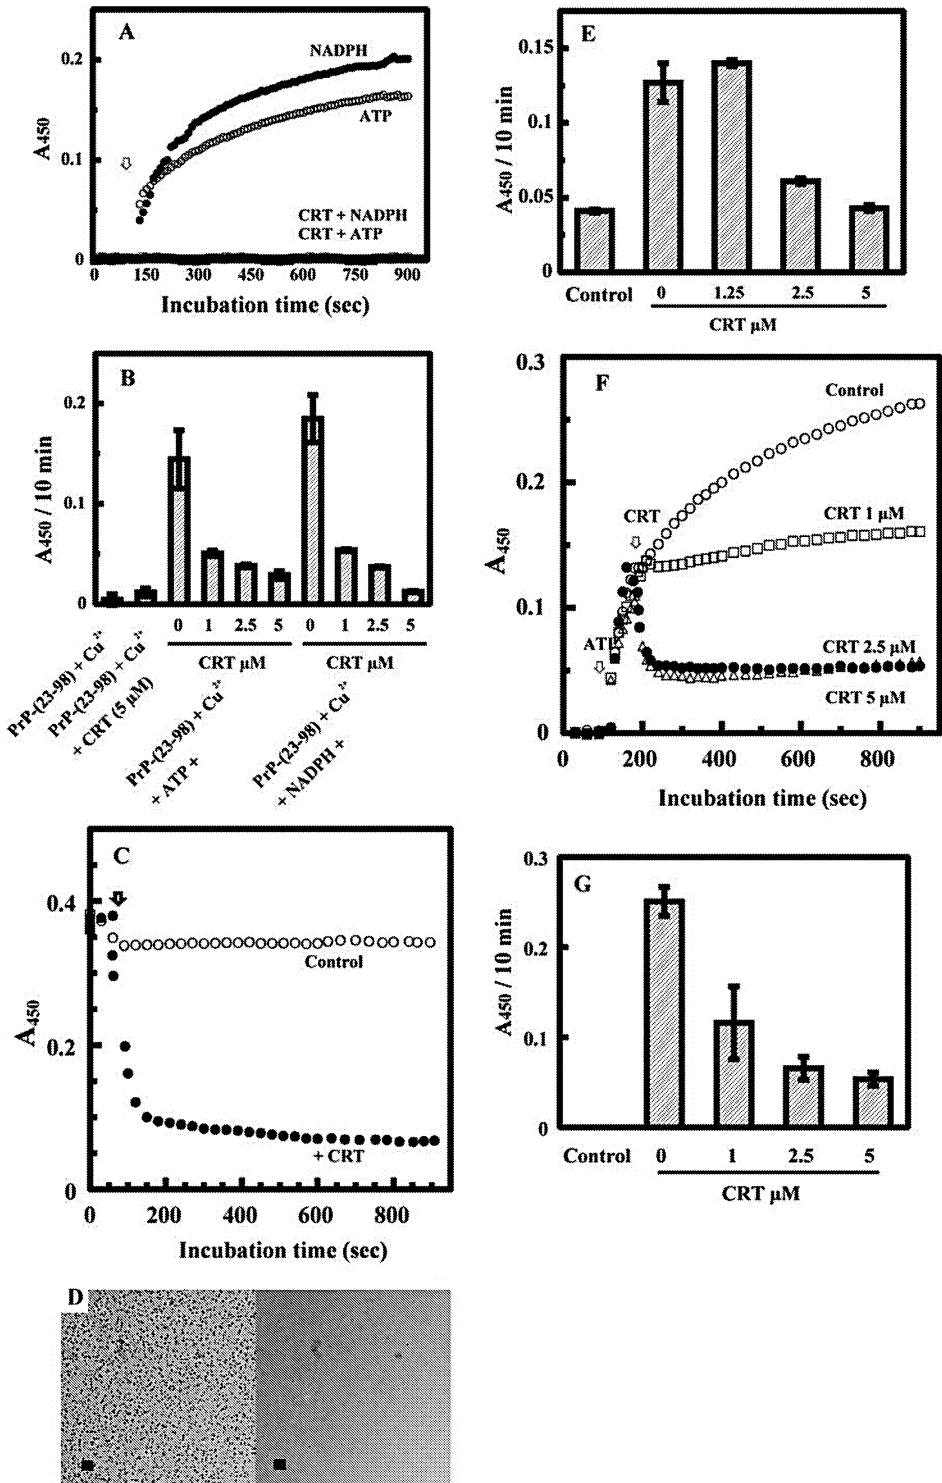 A
0.2
0.1
0
A450
NADPH
ATP
CRT + NADPH
CRT + ATP
0 150 300 450 600 750 900
Incubation time (sec)
B
0.2
0.1
0
A450 / 10 min
0 1 2.5 5 0 1 2.5 5
CRT μM CRT μM
PrP-(23-98) + Cu2+
PrP-(23-98) + Cu2+
+ CRT (5 μM)
PrP-(23-98) + Cu2+
+ ATP +
PrP-(23-98) + Cu2+
+ NADPH +
C
0.4
0.2
0
A450
Control
+ CRT
0 200 400 600 800
Incubation time (sec)
D
E
0.15
0.1
0.05
0
A450 / 10 min
Control 0 1.25 2.5 5
CRT μM
F
0.3
0.2
0.1
0
A450
Control
CRT
CRT 1 μM
ATP
CRT 2.5 μM
CRT 5 μM
0 200 400 600 800
Incubation time (sec)
G
0.3
0.2
0.1
0
A450 / 10 min
Control 0 1 2.5 5
CRT μM